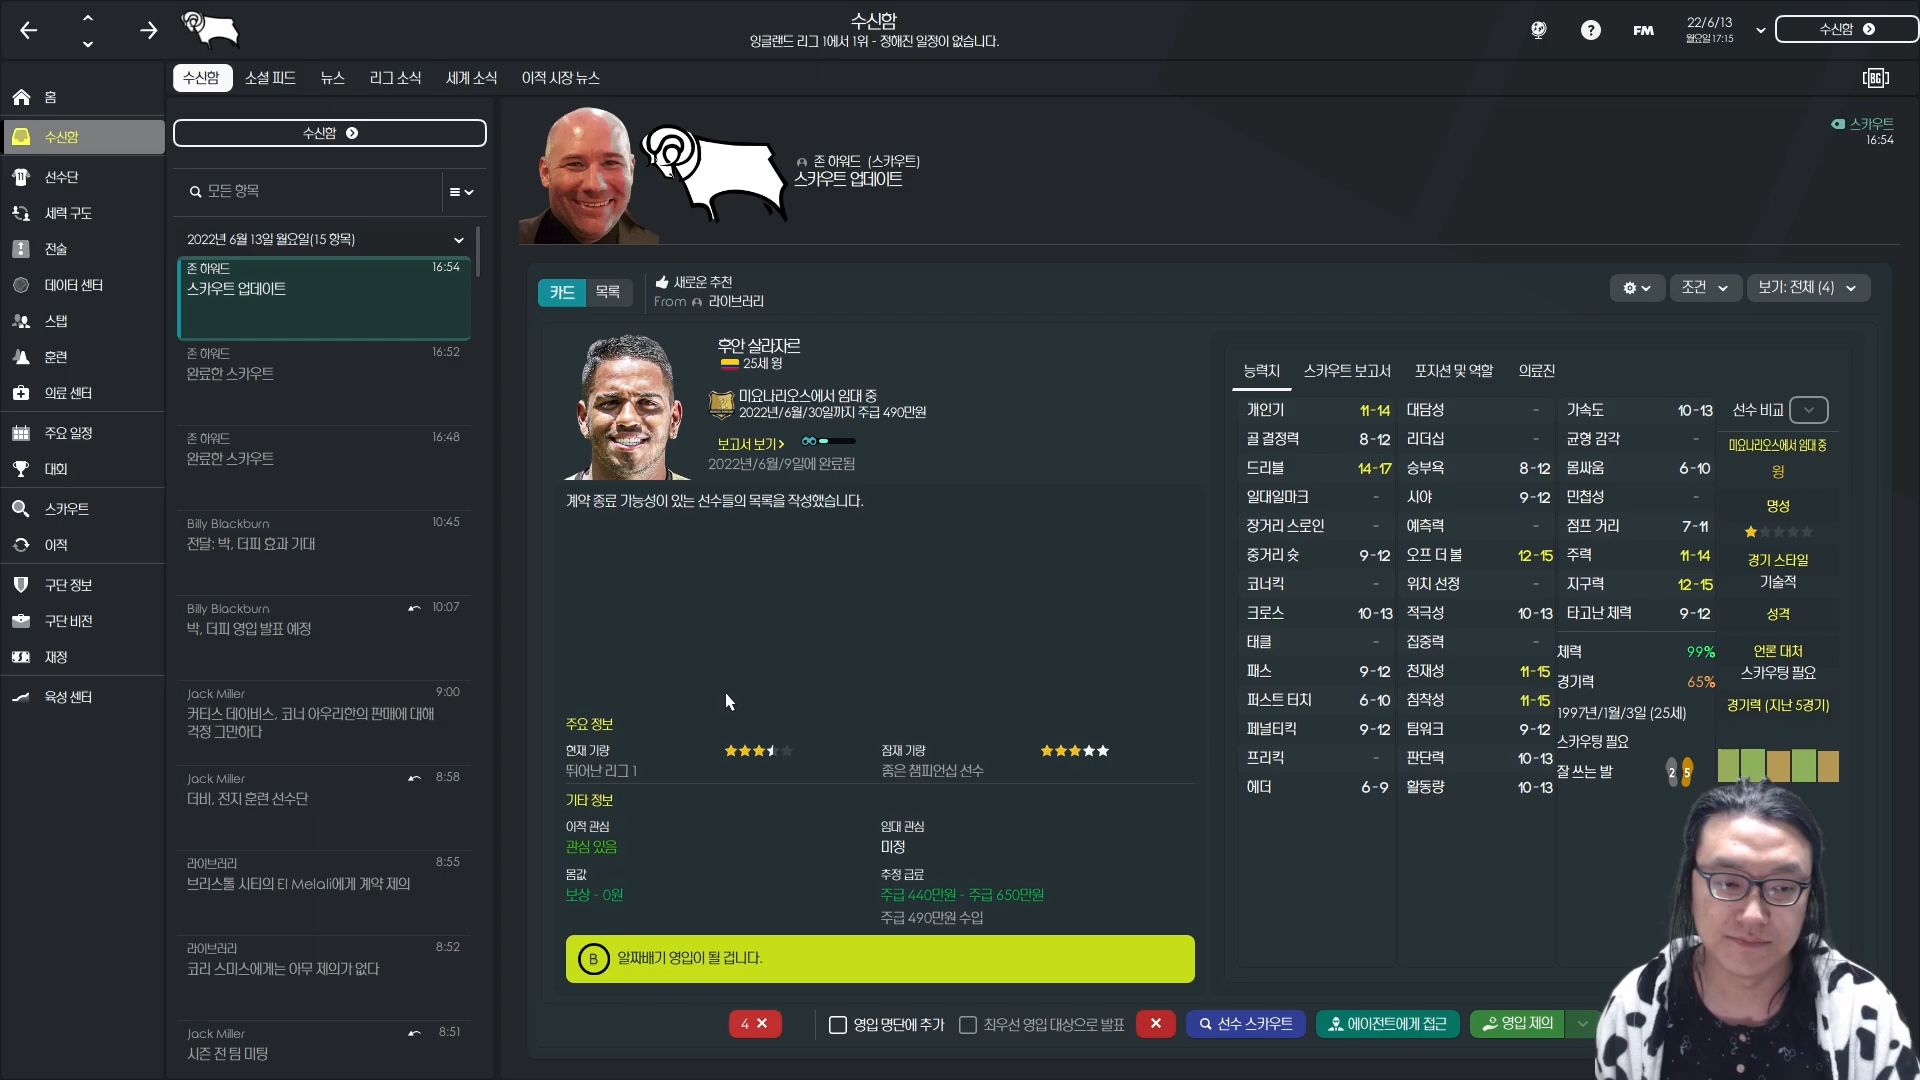 수신함
잉글랜드 리그 1에서 1위 - 정해진 일정이 없습니다.
FM
22/6/13
월요일 17:15
수신함
홈
수신함
선수단
세력 구도
전술
데이터 센터
스탭
훈련
의료 센터
주요 일정
대회
스카우트
이적
구단 정보
구단 비전
재정
육성 센터
수신함 소셜 피드 뉴스 리그 소식 세계 소식 이적 시장 뉴스
BG
수신함
모든 항목
2022년 6월 13일 월요일(15 항목)
존 하워드 16:54
스카우트 업데이트
존 하워드 16:52
완료한 스카우트
존 하워드 16:48
완료한 스카우트
Billy Blackburn 10:45
전달: 박, 더피 효과 기대
Billy Blackburn 10:07
박, 더피 영입 발표 예정
Jack Miller 9:00
커티스 데이비스, 코너 아우리한의 판매에 대해
걱정 그만하다
Jack Miller 8:58
더비, 전지 훈련 선수단
라이브러리 8:55
브리스톨 시티의 El Melali에게 계약 제의
라이브러리 8:52
코리 스미스에게는 아무 제의가 없다
Jack Miller 8:51
시즌 전 팀 미팅
존 하워드 (스카우트)
스카우트 업데이트
스카우트
16:54
카드 목록
새로운 추천
From 라이브러리
조건 보기: 전체 (4)
후안 살라자르
25세 윙
미요나리오스에서 임대 중
2022년/6월/30일까지 주급 490만원
보고서 보기>
2022년/6월/9일에 완료됨
계약 종료 가능성이 있는 선수들의 목록을 작성했습니다.
주요 정보
현재 기량 잠재 기량
뛰어난 리그 1 좋은 챔피언십 선수
기타 정보
이적 관심 임대 관심
관심 있음 미정
몸값 추정 급료
보상 - 0원 주급 440만원 - 주급 650만원
주급 490만원 수입
B 알짜배기 영입이 될 겁니다.
능력치 스카우트 보고서 포지션 및 역할 의료진
개인기 11-14 대담성 - 가속도 10-13
골 결정력 8-12 리더십 - 균형 감각 -
드리블 14-17 승부욕 8-12 몸싸움 6-10
일대일마크 - 시야 9-12 민첩성 -
장거리 스로인 - 예측력 - 점프 거리 7-11
중거리 슛 9-12 오프 더 볼 12-15 주력 11-14
코너킥 - 위치 선정 - 지구력 12-15
크로스 10-13 적극성 10-13 타고난 체력 9-12
태클 - 집중력 -
패스 9-12 천재성 11-15
퍼스트 터치 6-10 침착성 11-15
페널티킥 9-12 팀워크 9-12
프리킥 - 판단력 10-13
헤더 6-9 활동량 10-13
체력 99%
경기력 65%
1997년/1월/3일 (25세)
스카우팅 필요
잘 쓰는 발 2 5
선수 비교
미요나리오스에서 임대 중
윙
명성
경기 스타일
기술적
성격
언론 대처
스카우팅 필요
경기력 (지난 5경기)
4 영입 명단에 추가 최우선 영입 대상으로 발표 선수 스카우트 에이전트에게 접근 영입 제의